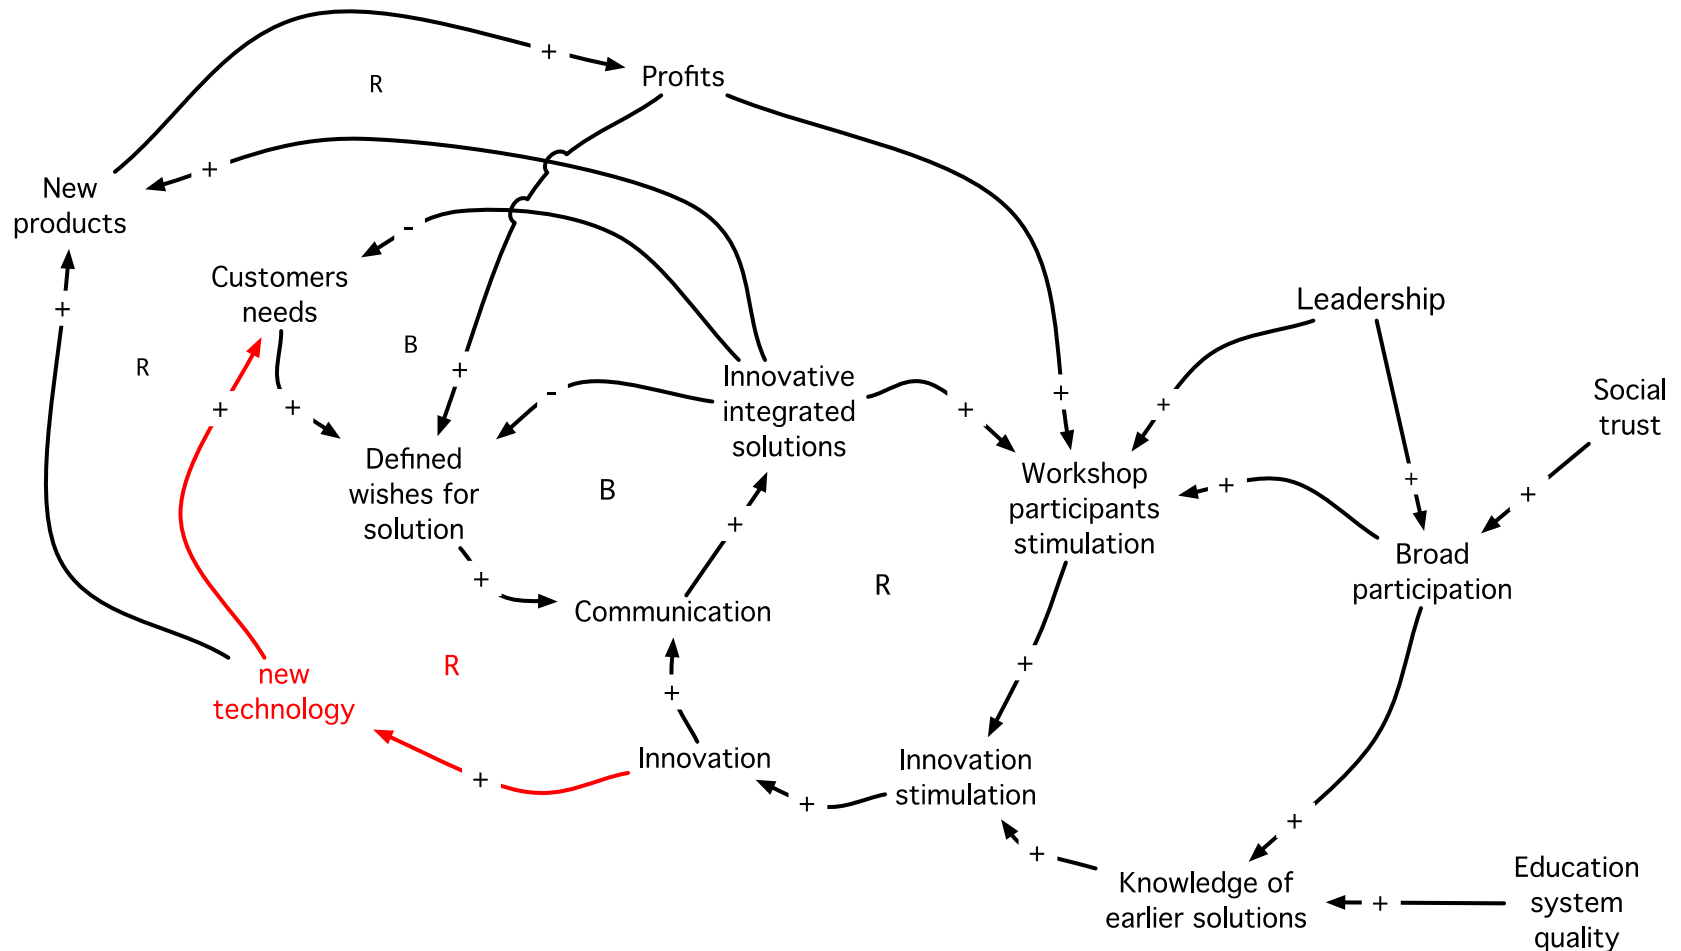 +
Profits
R
+
New
products
-
Customers
needs
+
Leadership
R
B
+
Innovative
integrated
solutions
+
+
-
+
+
+
Social
trust
Defined
wishes for
solution
B
Workshop
participants
stimulation
+
+
+
+
Broad
participation
+
Communication
R
+
new
technology
R
+
+
Innovation
Innovation
stimulation
+
+
+
+
Knowledge of
earlier solutions
+
Education
system
quality